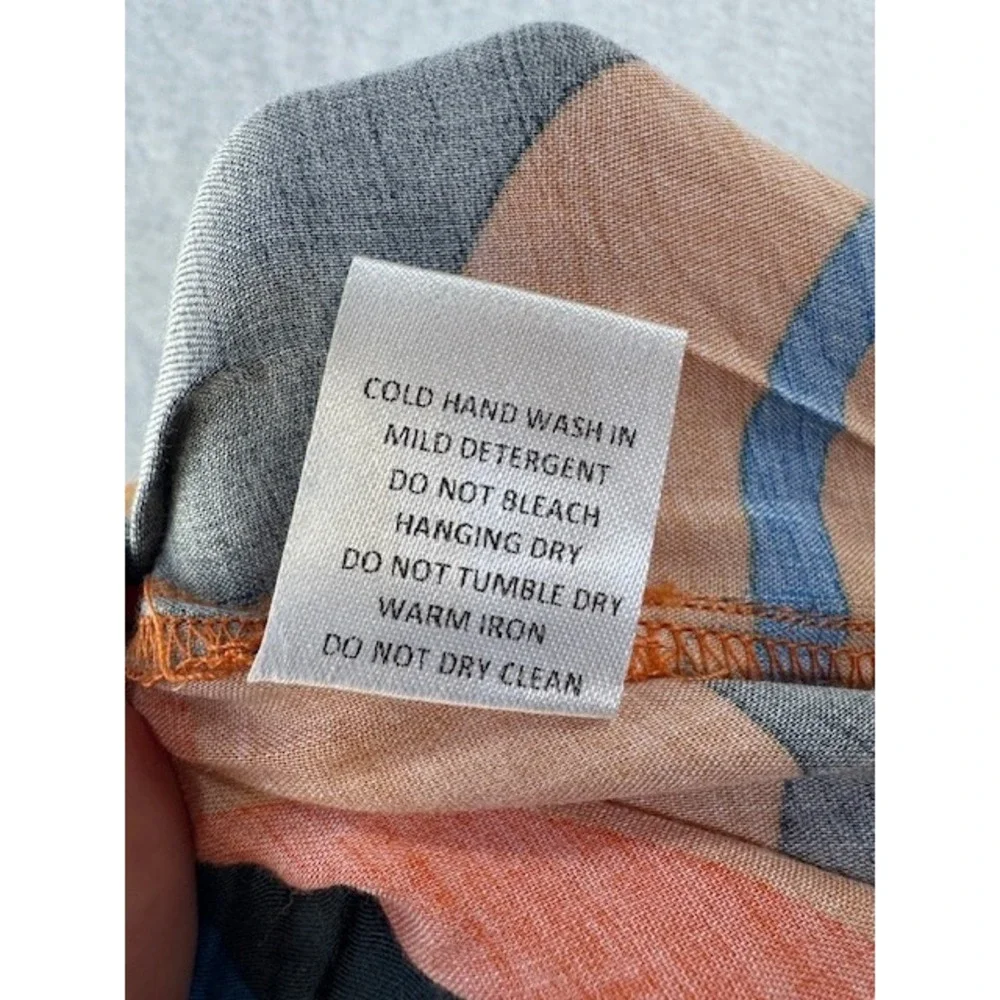 COLD HAND WASH IN
MILD DETERGENT
DO NOT BLEACH
HANGING DRY
DO NOT TUMBLE DRY
WARM IRON
DO NOT DRY CLEAN